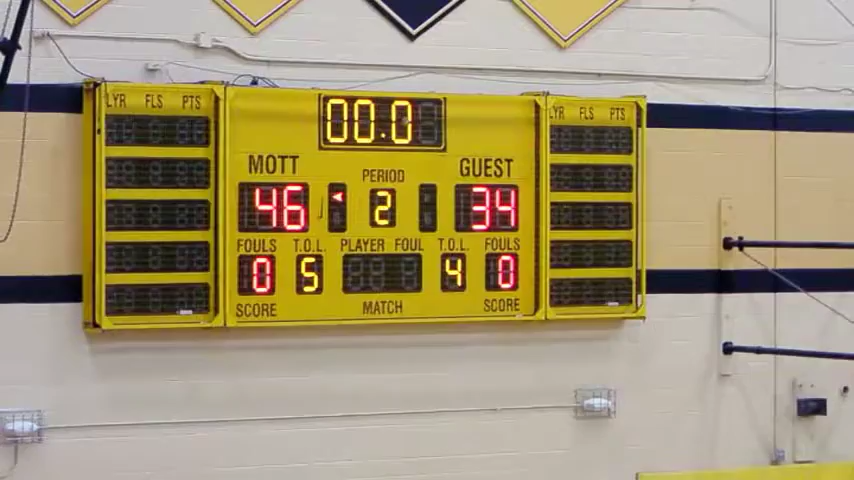 LYR FLS PTS
00.0
LYR FLS PTS
MOTT PERIOD GUEST
46 2 34
FOULS T.O.L. PLAYER FOUL T.O.L. FOULS
0 5 4 0
SCORE MATCH SCORE